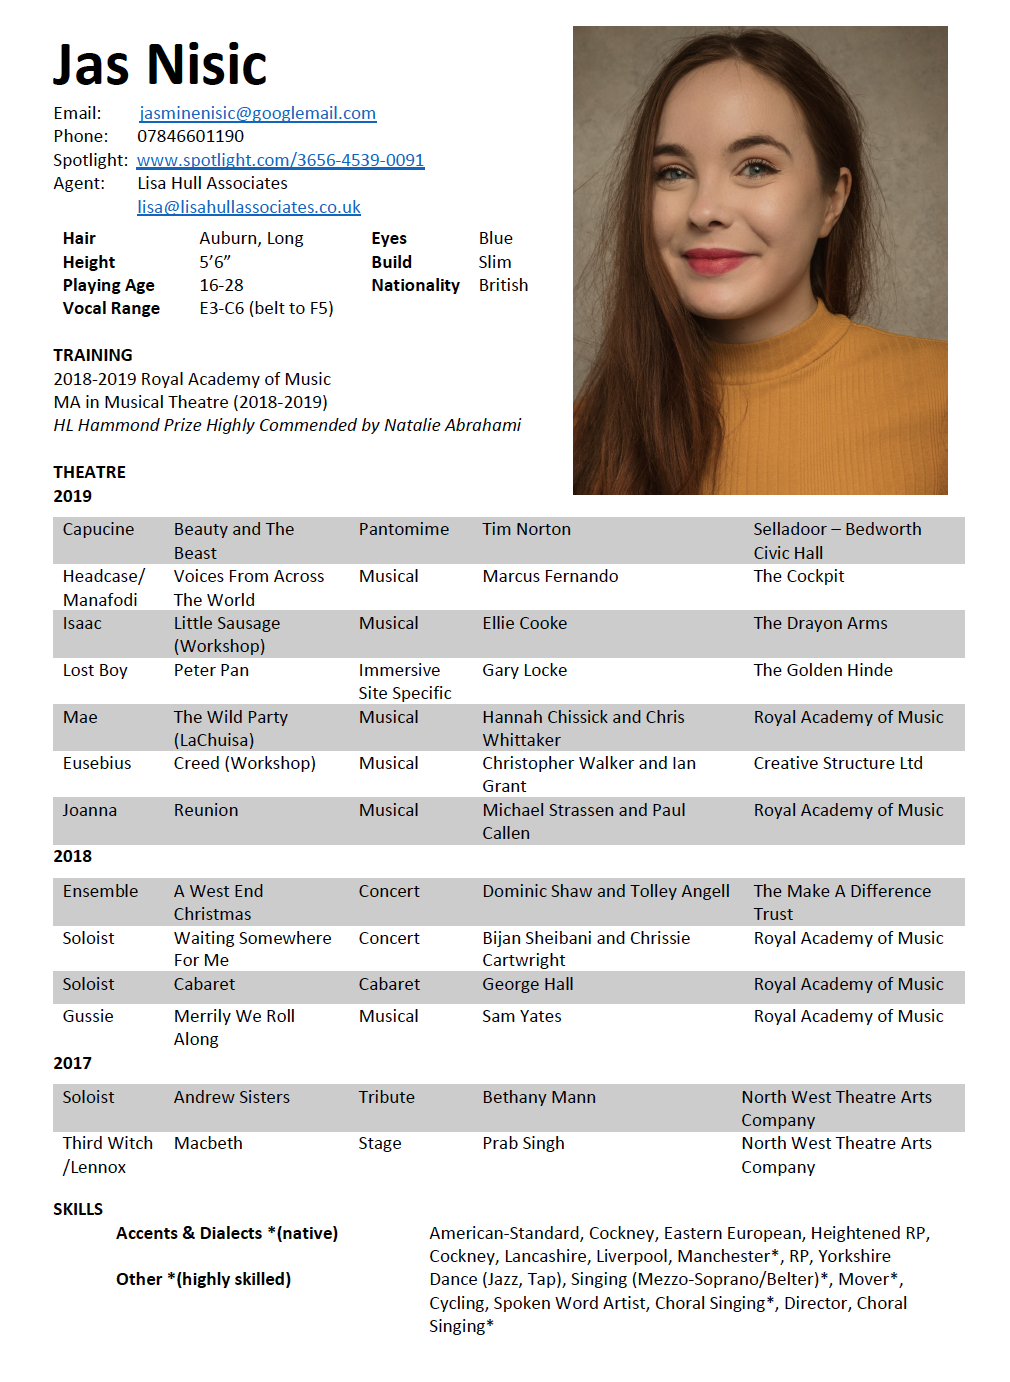 Jas Nisic
Email: jasminenisic@googlemail.com
Phone: 07846601190
Spotlight: www.spotlight.com/3656-4539-0091
Agent: Lisa Hull Associates
lisa@lisahullassociates.co.uk
Hair Auburn, Long Eyes Blue
Height 5’6” Build Slim
Playing Age 16-28 Nationality British
Vocal Range E3-C6 (belt to F5)
TRAINING
2018-2019 Royal Academy of Music
MA in Musical Theatre (2018-2019)
HL Hammond Prize Highly Commended by Natalie Abrahami
THEATRE
2019
Capucine Beauty and The Pantomime Tim Norton Selladoor – Bedworth
Beast Civic Hall
Headcase/ Voices From Across Musical Marcus Fernando The Cockpit
Manafodi The World
Isaac Little Sausage Musical Ellie Cooke The Drayon Arms
(Workshop)
Lost Boy Peter Pan Immersive Gary Locke The Golden Hinde
Site Specific
Mae The Wild Party Musical Hannah Chissick and Chris Royal Academy of Music
(LaChuisa) Whittaker
Eusebius Creed (Workshop) Musical Christopher Walker and Ian Creative Structure Ltd
Grant
Joanna Reunion Musical Michael Strassen and Paul Royal Academy of Music
Callen
2018
Ensemble A West End Concert Dominic Shaw and Tolley Angell The Make A Difference
Christmas Trust
Soloist Waiting Somewhere Concert Bijan Sheibani and Chrissie Royal Academy of Music
For Me Cartwright
Soloist Cabaret Cabaret George Hall Royal Academy of Music
Gussie Merrily We Roll Musical Sam Yates Royal Academy of Music
Along
2017
Soloist Andrew Sisters Tribute Bethany Mann North West Theatre Arts
Company
Third Witch Macbeth Stage Prab Singh North West Theatre Arts
/Lennox Company
SKILLS
Accents & Dialects *(native) American-Standard, Cockney, Eastern European, Heightened RP,
Cockney, Lancashire, Liverpool, Manchester*, RP, Yorkshire
Other *(highly skilled) Dance (Jazz, Tap), Singing (Mezzo-Soprano/Belter)*, Mover*,
Cycling, Spoken Word Artist, Choral Singing*, Director, Choral
Singing*